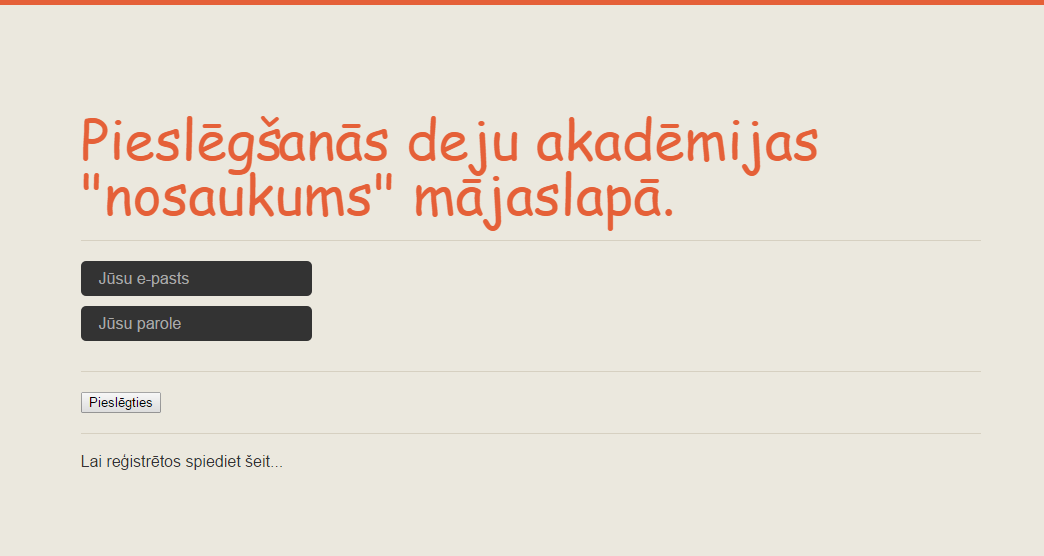 Pieslēgšanās deju akadēmijas
"nosaukums" mājaslapā.
Jūsu e-pasts
Jūsu parole
Pieslēgties
Lai reģistrētos spiediet šeit...